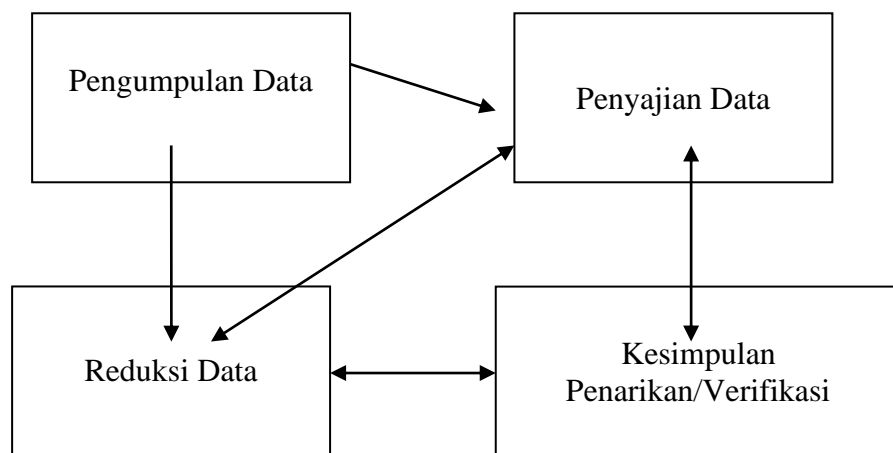 Pengumpulan Data
Penyajian Data
Reduksi Data
Kesimpulan
Penarikan/Verifikasi